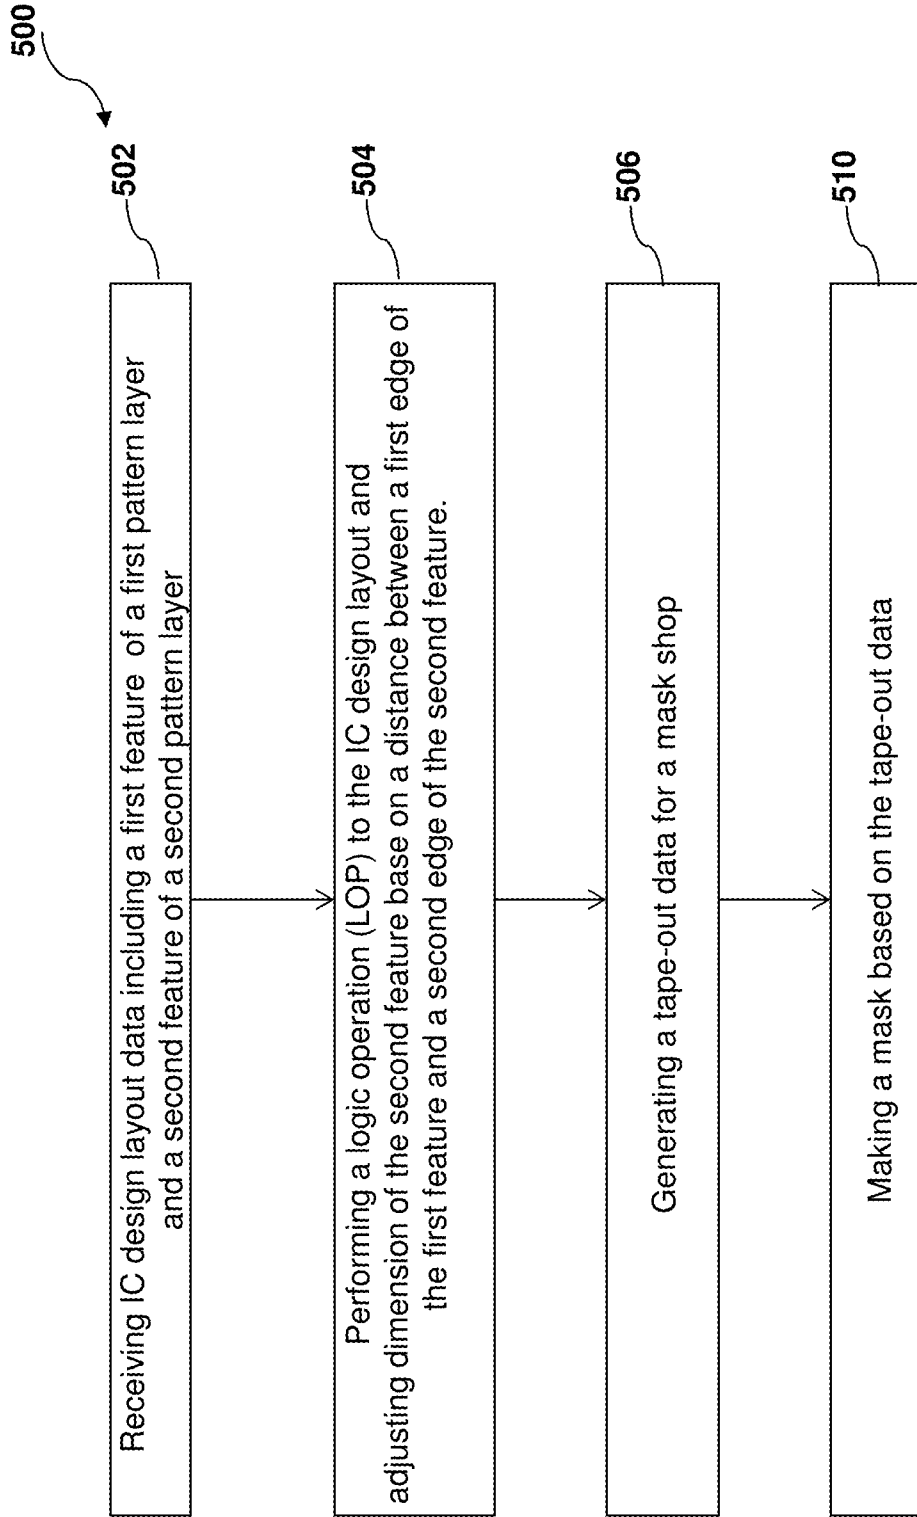 500
502
Receiving IC design layout data including a first feature of a first pattern layer
and a second feature of a second pattern layer
504
Performing a logic operation (LOP) to the IC design layout and
adjusting dimension of the second feature base on a distance between a first edge of
the first feature and a second edge of the second feature.
506
Generating a tape-out data for a mask shop
510
Making a mask based on the tape-out data